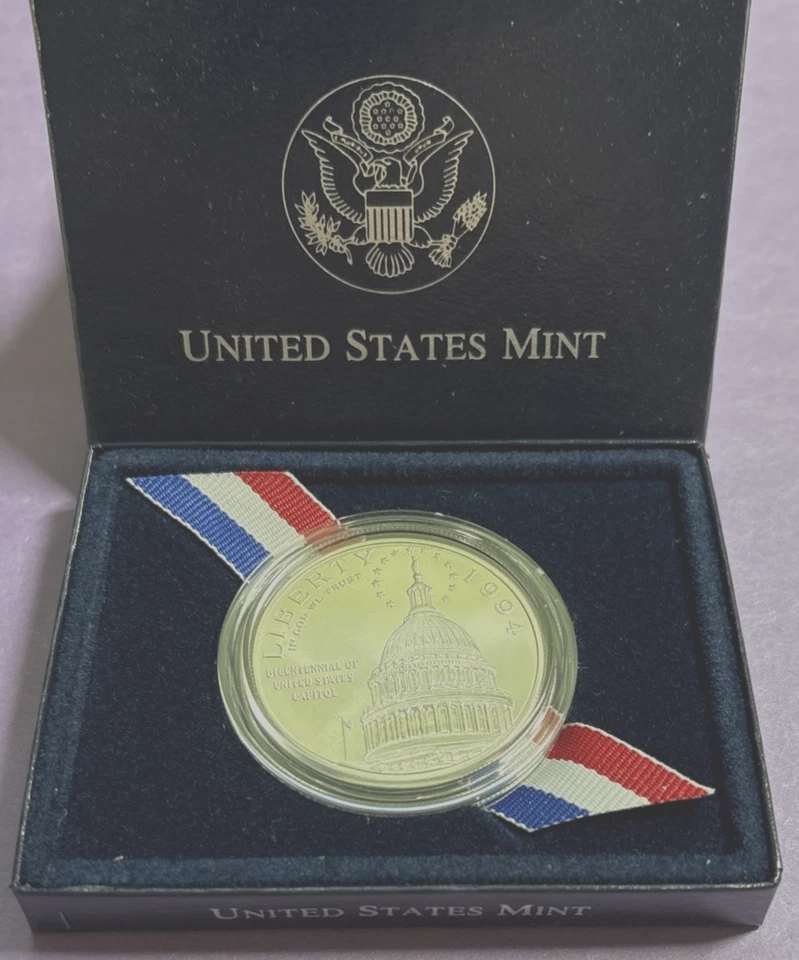 UNITED STATES MINT
LIBERTY
IN GOD WE TRUST
1994
BICENTENNIAL OF
UNITED STATES
CAPITOL
UNITED STATES MINT